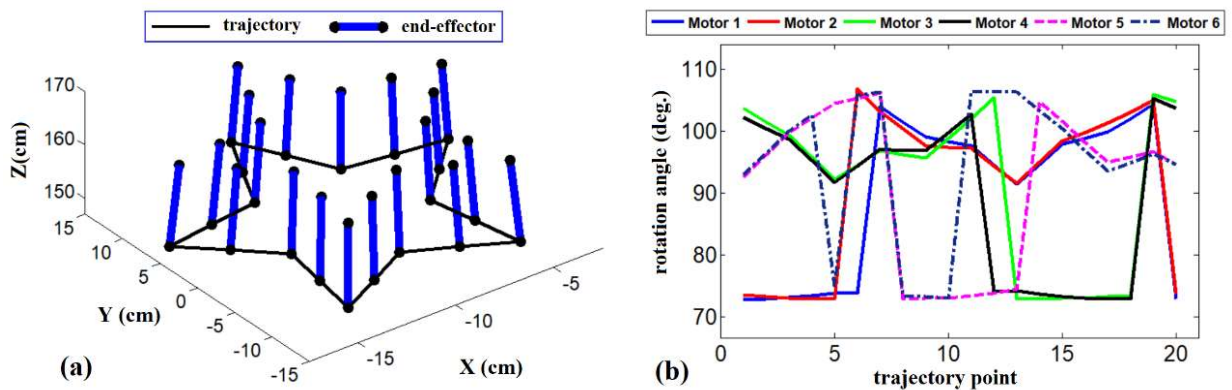 trajectory end-effector
170
160
150
Z(cm)
15
10
5
0
-5
-10
-15
Y (cm)
-15
-10
-5
X (cm)
(a)
Motor 1 Motor 2 Motor 3 Motor 4 Motor 5 Motor 6
110
100
90
80
70
rotation angle (deg.)
0 5 10 15 20
trajectory point
(b)